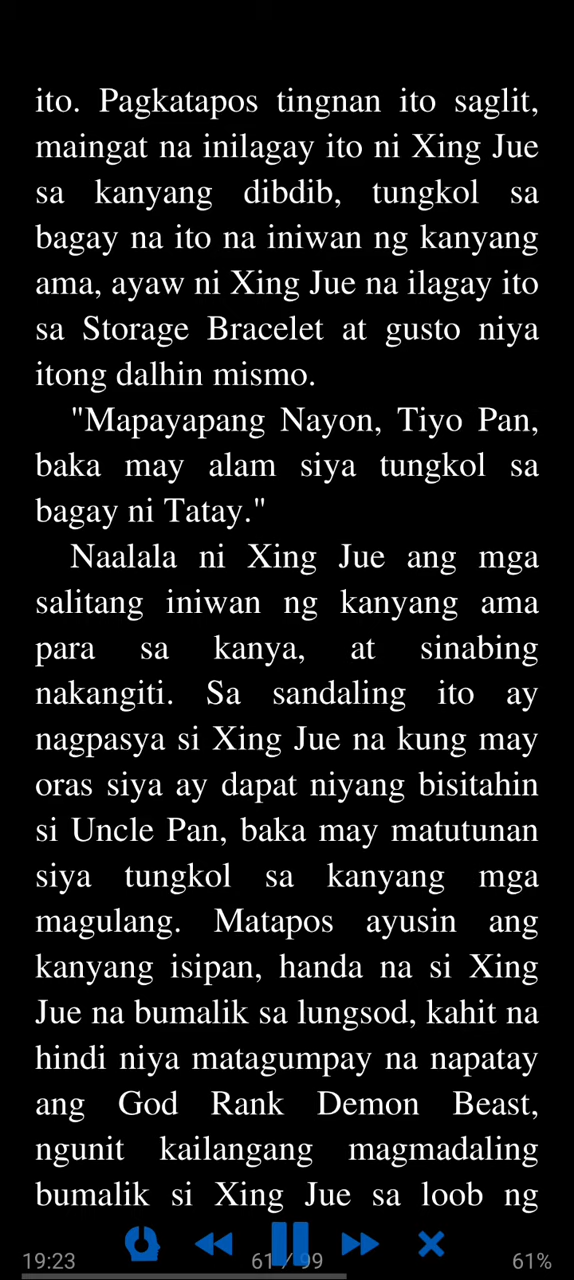 ito. Pagkatapos tingnan ito saglit,
maingat na inilagay ito ni Xing Jue
sa kanyang dibdib, tungkol sa
bagay na ito na iniwan ng kanyang
ama, ayaw ni Xing Jue na ilagay ito
sa Storage Bracelet at gusto niya
itong dalhin mismo.
"Mapayapang Nayon, Tiyo Pan,
baka may alam siya tungkol sa
bagay ni Tatay."
Naalala ni Xing Jue ang mga
salitang iniwan ng kanyang ama
para sa kanya, at sinabing
nakangiti. Sa sandaling ito ay
nagpasya si Xing Jue na kung may
oras siya ay dapat niyang bisitahin
si Uncle Pan, baka may matutunan
siya tungkol sa kanyang mga
magulang. Matapos ayusin ang
kanyang isipan, handa na si Xing
Jue na bumalik sa lungsod, kahit na
hindi niya matagumpay na napatay
ang God Rank Demon Beast,
ngunit kailangang magmadaling
bumalik si Xing Jue sa loob ng
19:23 61 / 99 61%